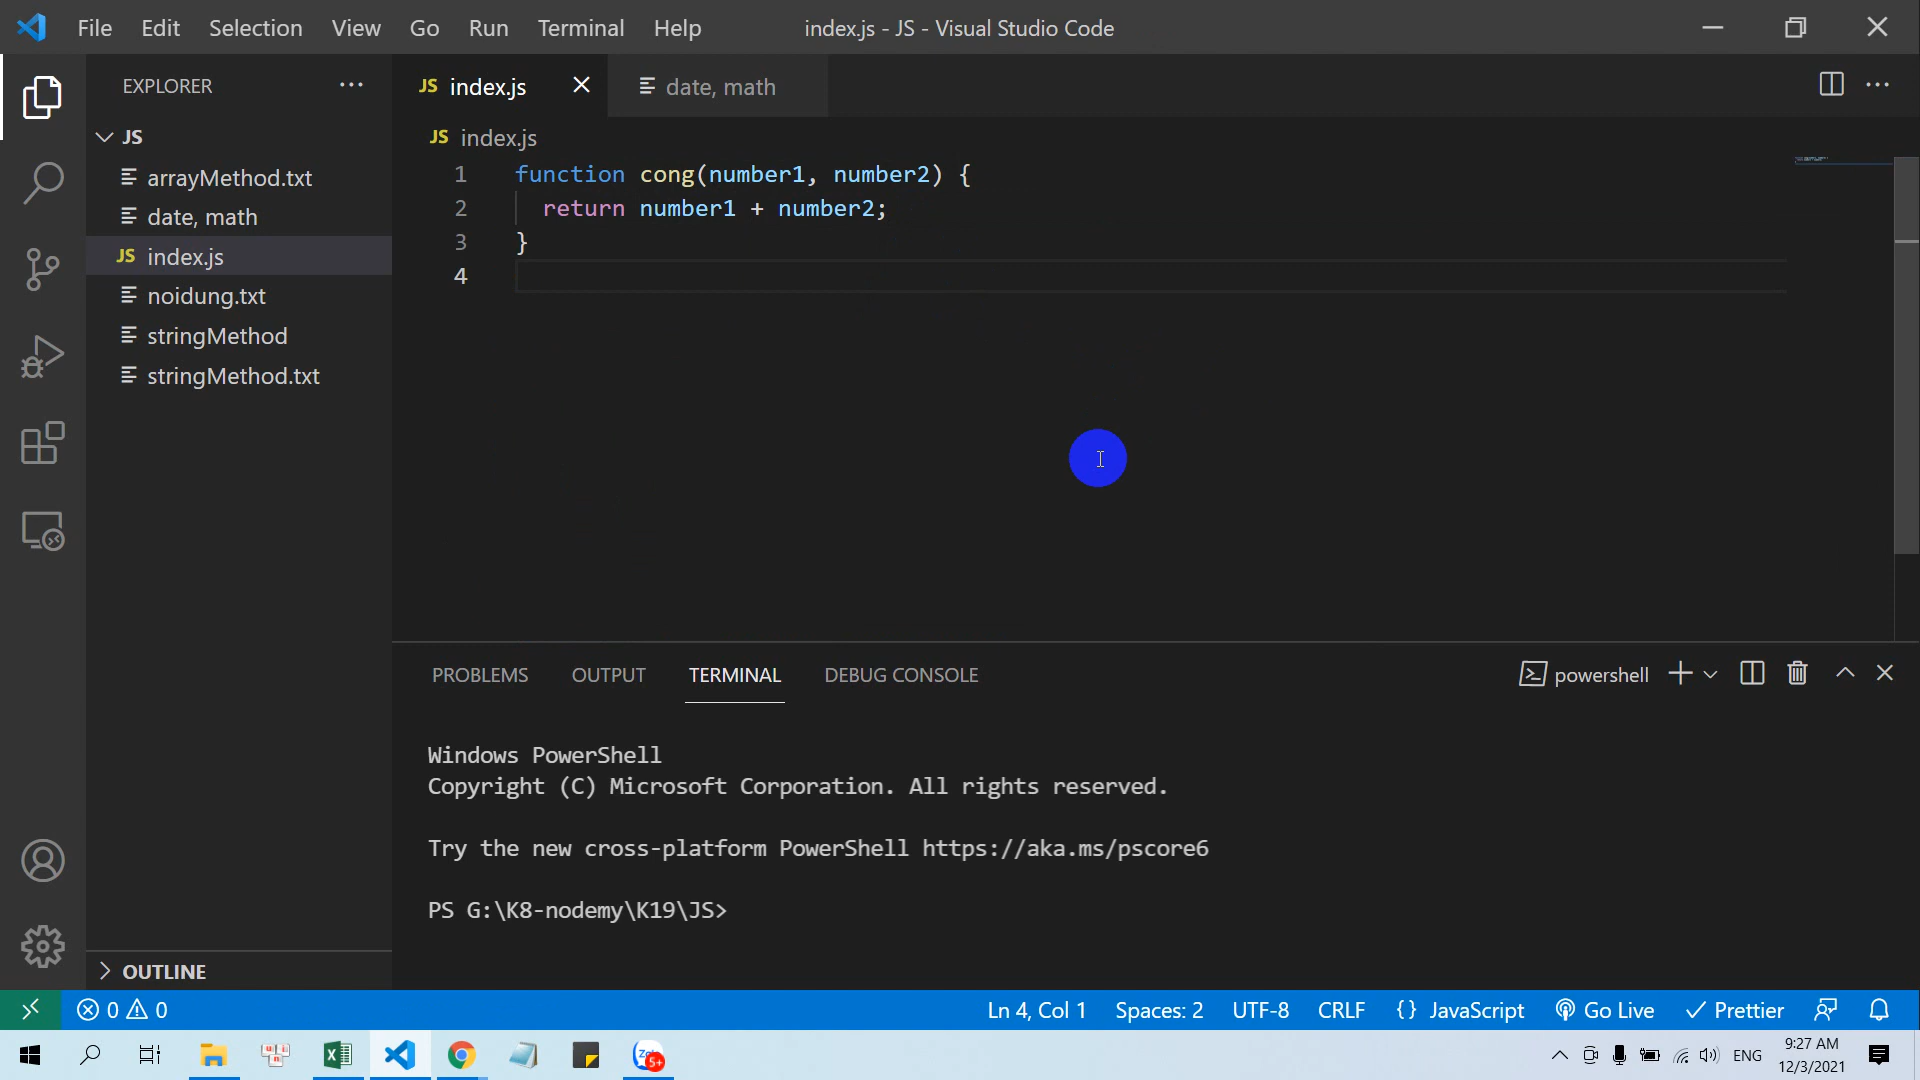 File Edit Selection View Go Run Terminal Help index.js - JS - Visual Studio Code
EXPLORER
JS
arrayMethod.txt
date, math
JS index.js
noidung.txt
stringMethod
stringMethod.txt
OUTLINE
JS index.js date, math
JS index.js
1 function cong(number1, number2) {
2 return number1 + number2;
3 }
4
PROBLEMS OUTPUT TERMINAL DEBUG CONSOLE powershell
Windows PowerShell
Copyright (C) Microsoft Corporation. All rights reserved.
Try the new cross-platform PowerShell https://aka.ms/pscore6
PS G:\K8-nodemy\K19\JS>
0 0 Ln 4, Col 1 Spaces: 2 UTF-8 CRLF {} JavaScript Go Live Prettier
5+ ENG 9:27 AM
12/3/2021